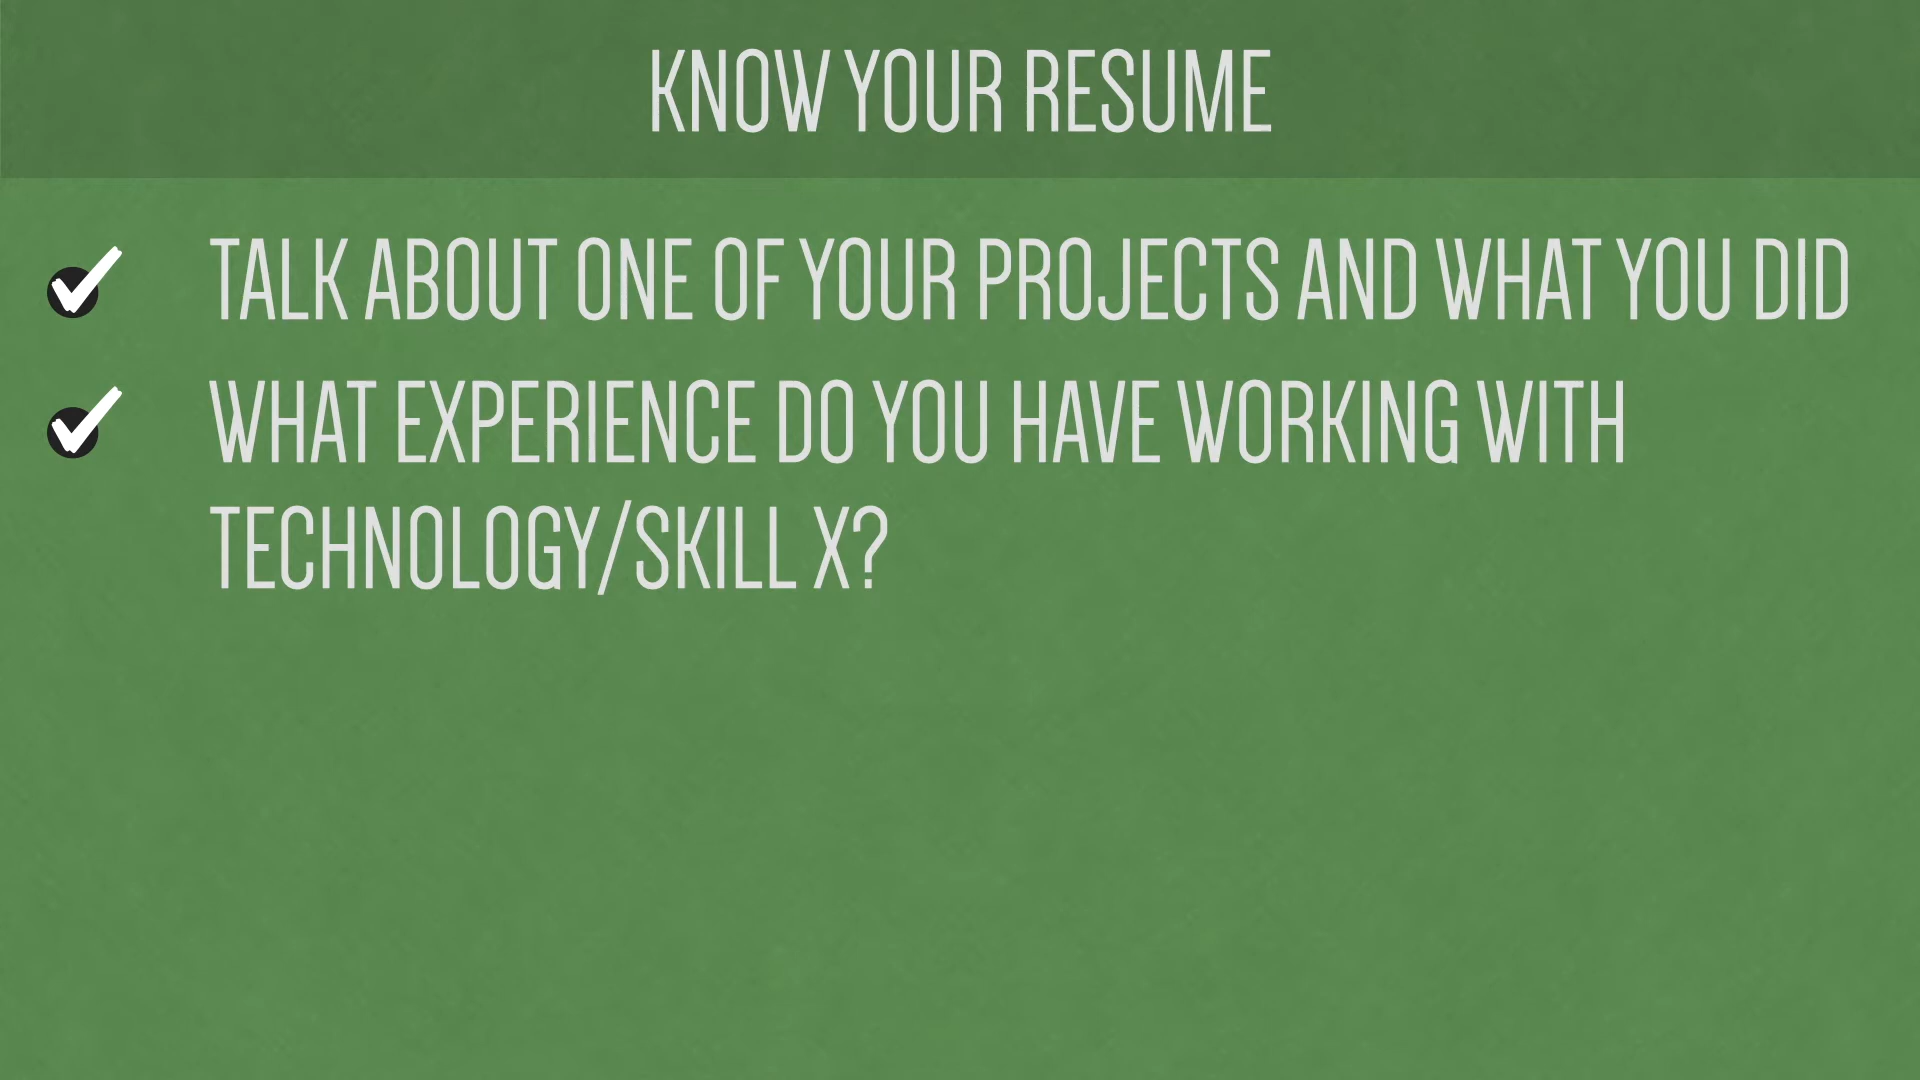 KNOW YOUR RESUME
TALK ABOUT ONE OF YOUR PROJECTS AND WHAT YOU DID
WHAT EXPERIENCE DO YOU HAVE WORKING WITH
TECHNOLOGY/SKILL X?